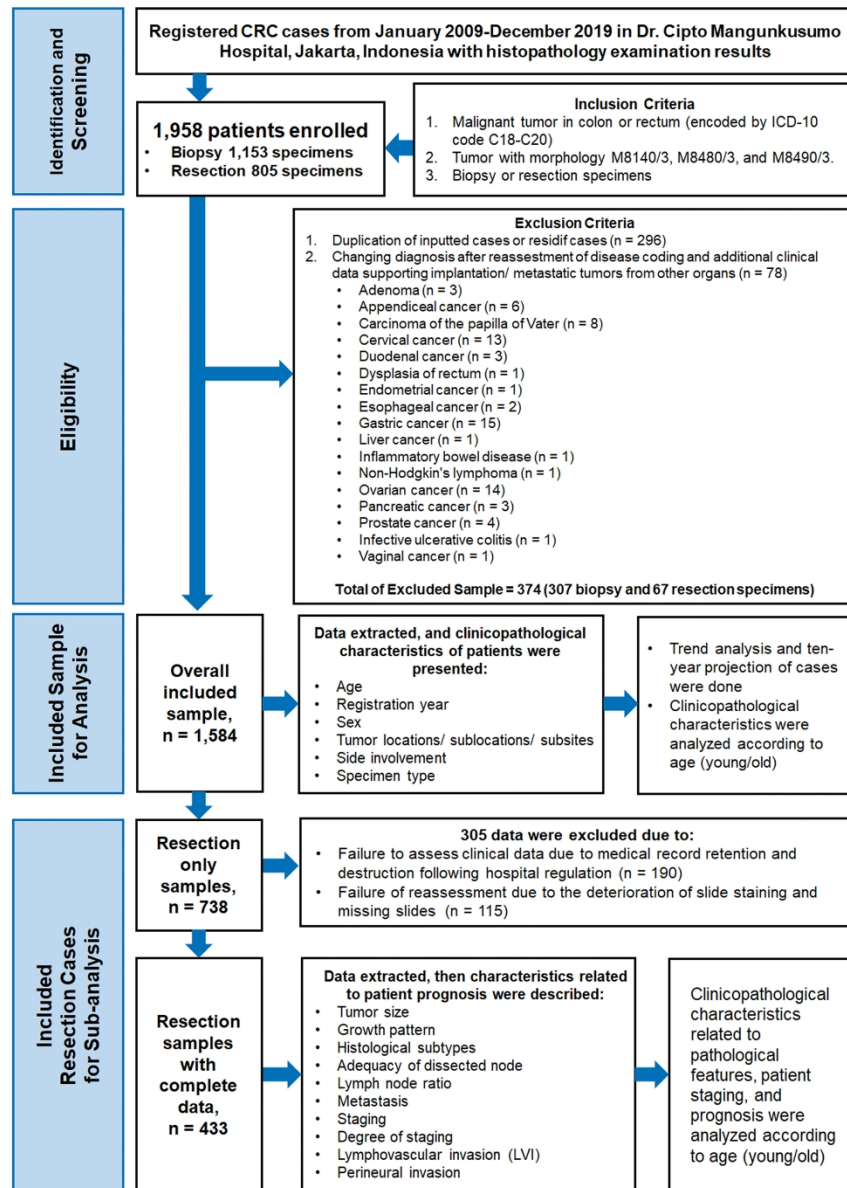 Identification and
Screening
Registered CRC cases from January 2009-December 2019 in Dr. Cipto Mangunkusumo
Hospital, Jakarta, Indonesia with histopathology examination results
1,958 patients enrolled
• Biopsy 1,153 specimens
• Resection 805 specimens
Inclusion Criteria
1. Malignant tumor in colon or rectum (encoded by ICD-10
code C18-C20)
2. Tumor with morphology M8140/3, M8480/3, and M8490/3.
3. Biopsy or resection specimens
Eligibility
Exclusion Criteria
1. Duplication of inputted cases or residif cases (n = 296)
2. Changing diagnosis after reassestment of disease coding and additional clinical
data supporting implantation/ metastatic tumors from other organs (n = 78)
• Adenoma (n = 3)
• Appendiceal cancer (n = 6)
• Carcinoma of the papilla of Vater (n = 8)
• Cervical cancer (n = 13)
• Duodenal cancer (n = 3)
• Dysplasia of rectum (n = 1)
• Endometrial cancer (n = 1)
• Esophageal cancer (n = 2)
• Gastric cancer (n = 15)
• Liver cancer (n = 1)
• Inflammatory bowel disease (n = 1)
• Non-Hodgkin's lymphoma (n = 1)
• Ovarian cancer (n = 14)
• Pancreatic cancer (n = 3)
• Prostate cancer (n = 4)
• Infective ulcerative colitis (n = 1)
• Vaginal cancer (n = 1)
Total of Excluded Sample = 374 (307 biopsy and 67 resection specimens)
Included Sample
for Analysis
Overall
included
sample,
n = 1,584
Data extracted, and clinicopathological
characteristics of patients were
presented:
• Age
• Registration year
• Sex
• Tumor locations/ sublocations/ subsites
• Side involvement
• Specimen type
• Trend analysis and ten-
year projection of cases
were done
• Clinicopathological
characteristics were
analyzed according to
age (young/old)
Included
Resection Cases
for Sub-analysis
Resection
only
samples,
n = 738
305 data were excluded due to:
• Failure to assess clinical data due to medical record retention and
destruction following hospital regulation (n = 190)
• Failure of reassessment due to the deterioration of slide staining and
missing slides (n = 115)
Resection
samples
with
complete
data,
n = 433
Data extracted, then characteristics related
to patient prognosis were described:
• Tumor size
• Growth pattern
• Histological subtypes
• Adequacy of dissected node
• Lymph node ratio
• Metastasis
• Staging
• Degree of staging
• Lymphovascular invasion (LVI)
• Perineural invasion
Clinicopathological
characteristics
related to
pathological
features, patient
staging, and
prognosis were
analyzed according
to age (young/old)